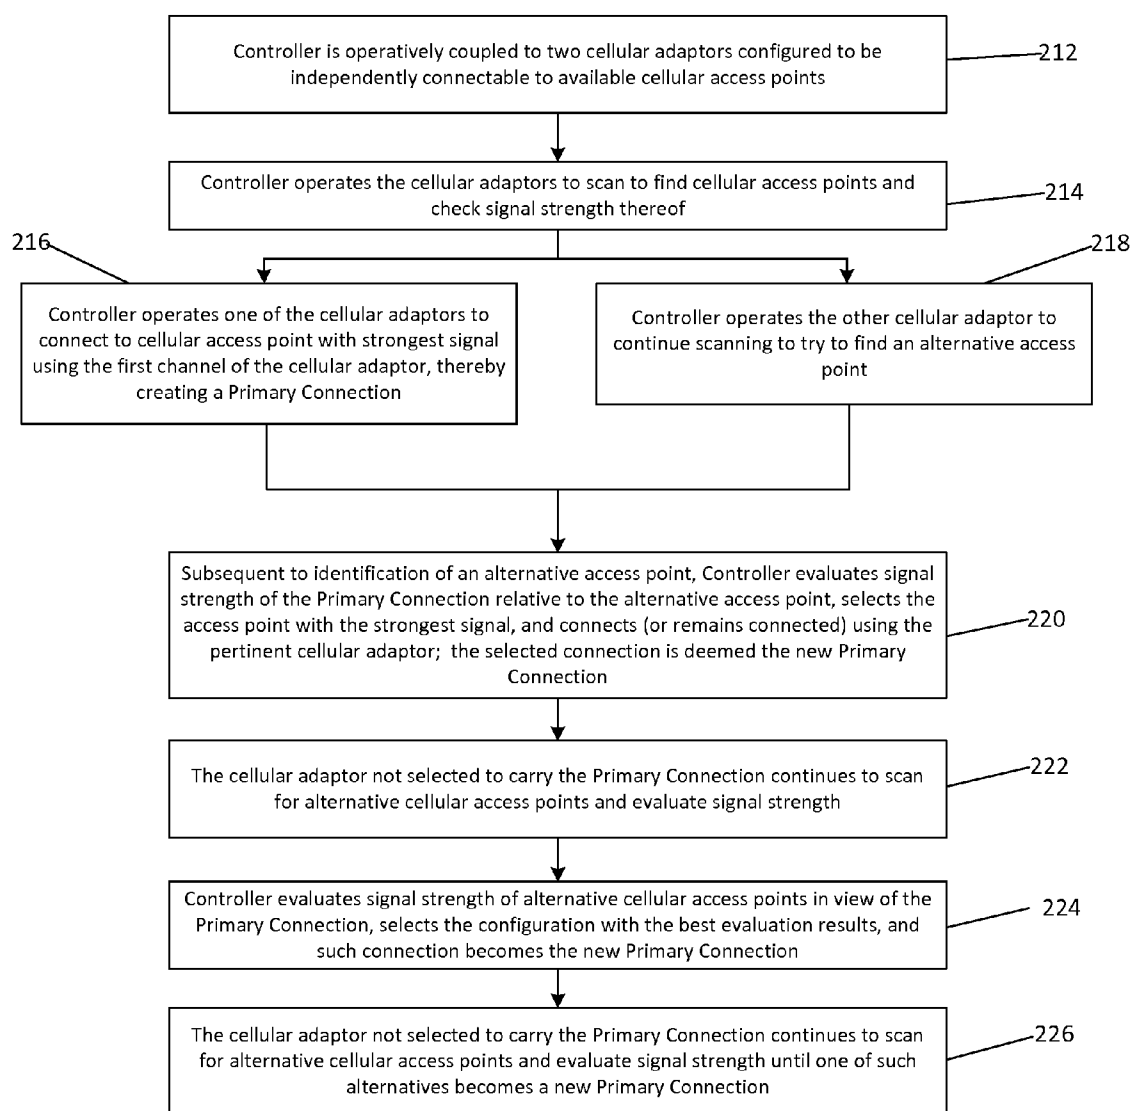 Controller is operatively coupled to two cellular adaptors configured to be
independently connectable to available cellular access points
212
Controller operates the cellular adaptors to scan to find cellular access points and
check signal strength thereof
214
216
218
Controller operates one of the cellular adaptors to
connect to cellular access point with strongest signal
using the first channel of the cellular adaptor, thereby
creating a Primary Connection
Controller operates the other cellular adaptor to
continue scanning to try to find an alternative access
point
Subsequent to identification of an alternative access point, Controller evaluates signal
strength of the Primary Connection relative to the alternative access point, selects the
access point with the strongest signal, and connects (or remains connected) using the
pertinent cellular adaptor; the selected connection is deemed the new Primary
Connection
220
The cellular adaptor not selected to carry the Primary Connection continues to scan
for alternative cellular access points and evaluate signal strength
222
Controller evaluates signal strength of alternative cellular access points in view of the
Primary Connection, selects the configuration with the best evaluation results, and
such connection becomes the new Primary Connection
224
The cellular adaptor not selected to carry the Primary Connection continues to scan
for alternative cellular access points and evaluate signal strength until one of such
alternatives becomes a new Primary Connection
226